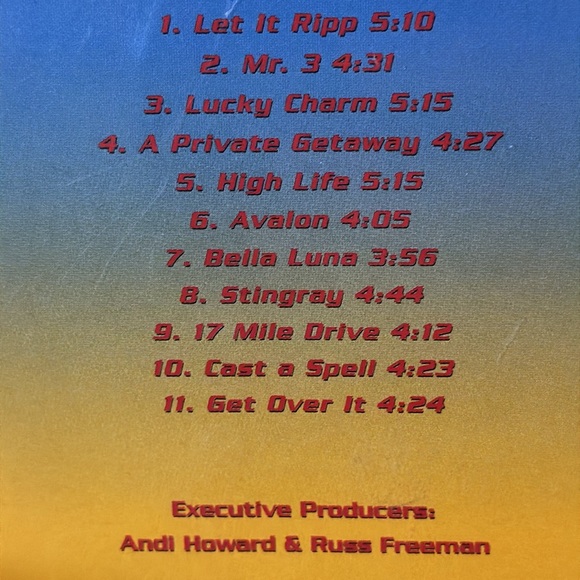 1. Let It Ripp 5:10
2. Mr. 3 4:31
3. Lucky Charm 5:15
4. A Private Getaway 4:27
5. High Life 5:15
6. Avalon 4:05
7. Bella Luna 3:56
8. Stingray 4:44
9. 17 Mile Drive 4:12
10. Cast a Spell 4:23
11. Get Over It 4:24
Executive Producers:
Andi Howard & Russ Freeman